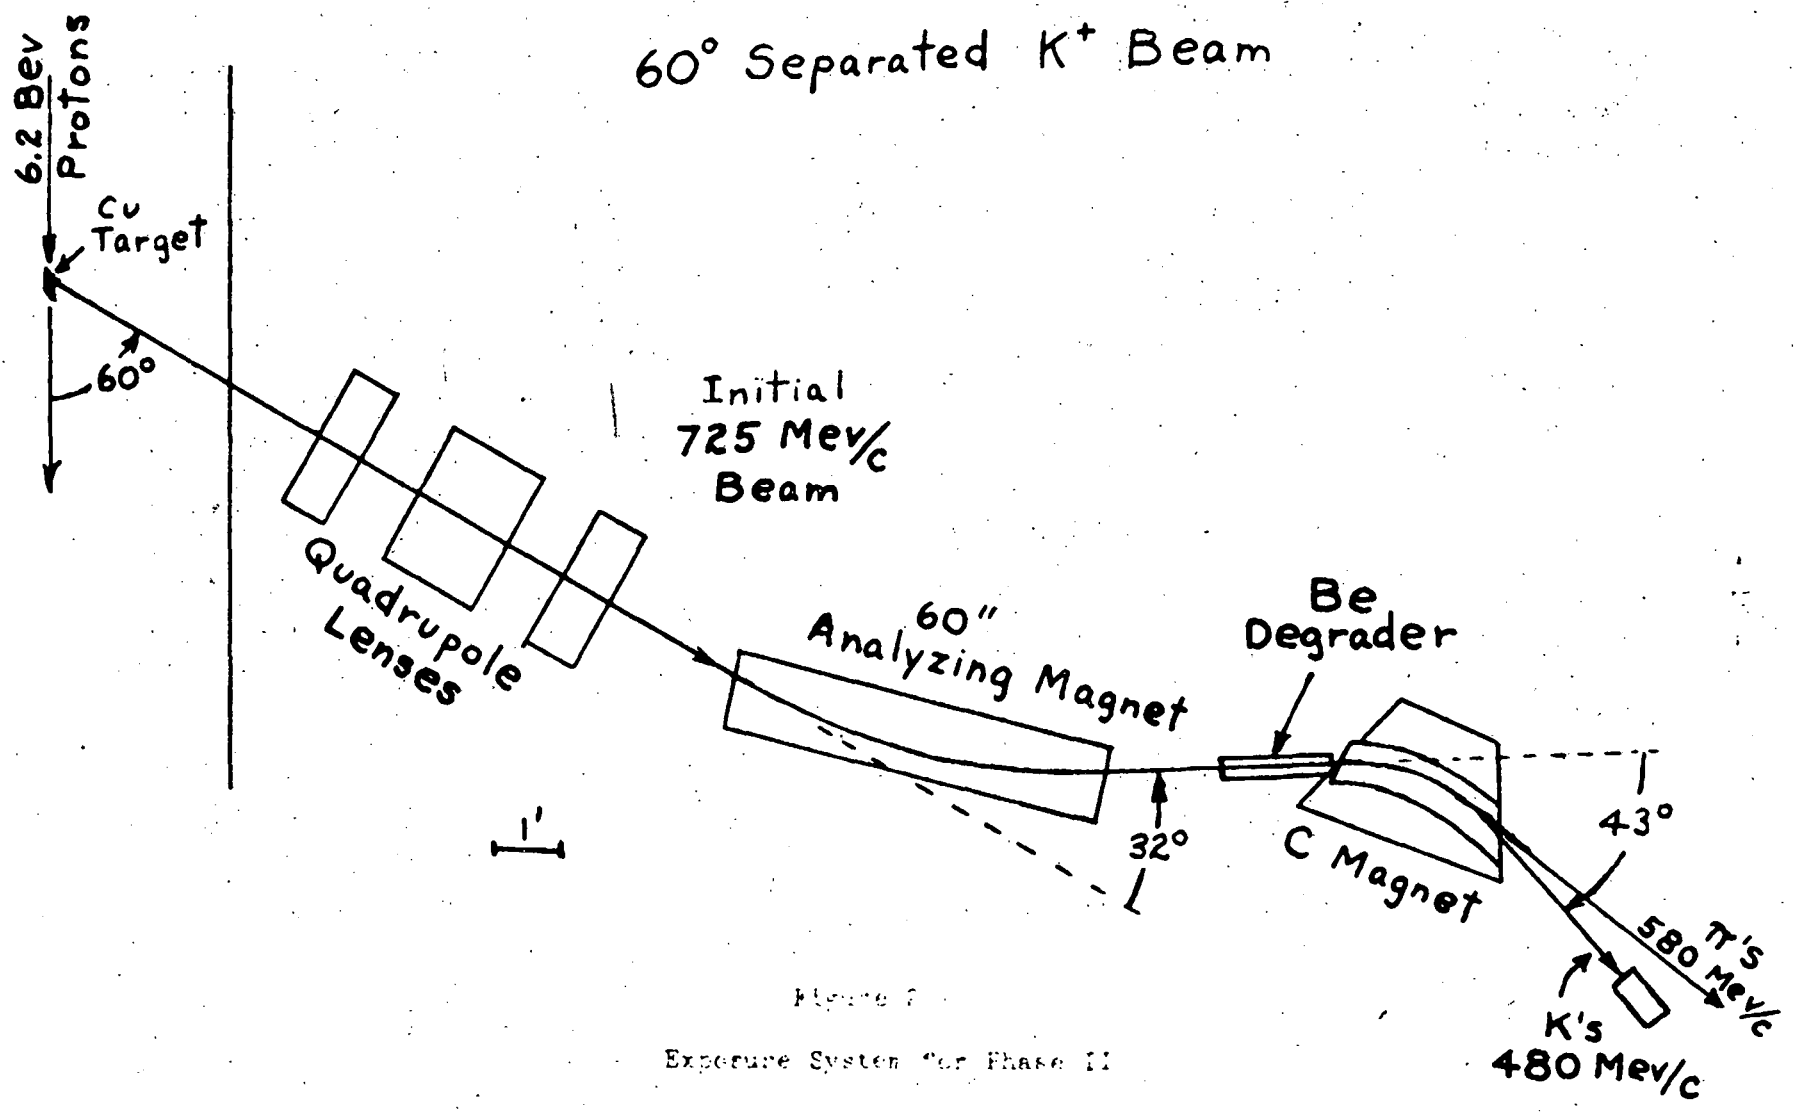 60° Separated K⁺ Beam
6.2 Bev
Protons
Cu
Target
60°
Initial
725 Mev/c
Beam
Quadrupole
Lenses
60"
Analyzing Magnet
Be
Degrader
32°
43°
1'
C Magnet
π's
580 Mev/c
K's
480 Mev/c
Figure
Exposure System for Phase II